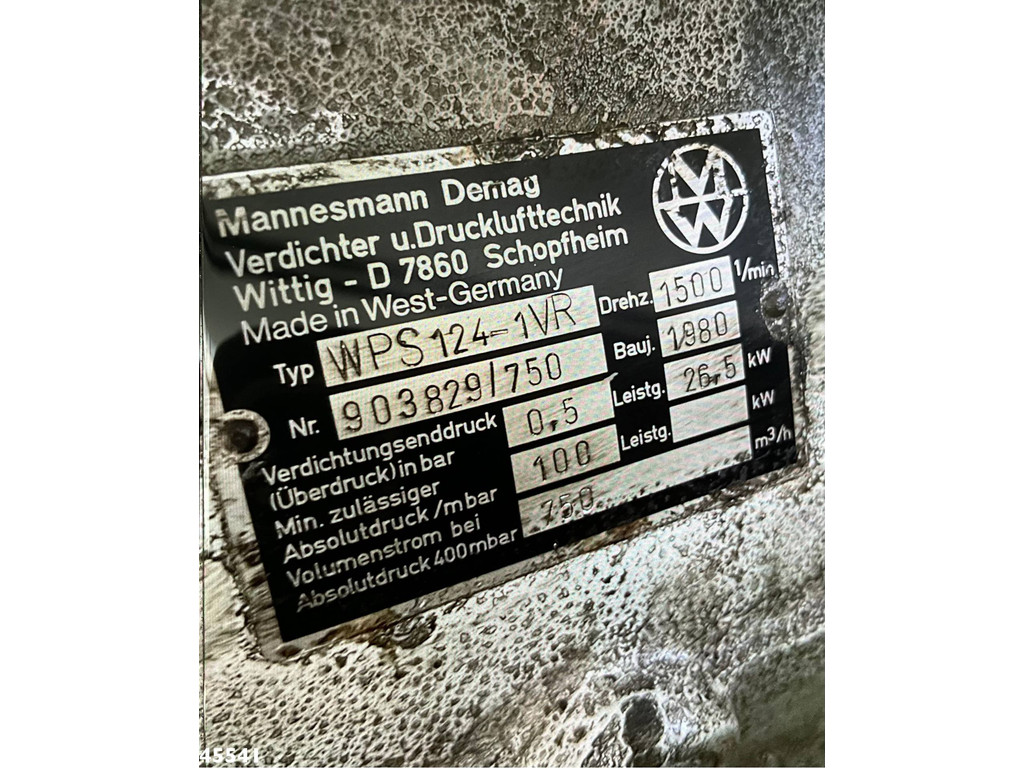 Mannesmann Demag
Verdichter u.Drucklufttechnik
Wittig - D 7860 Schopfheim
Made in West-Germany
MW
Typ WPS124-1VR Drehz. 1500 1/min
Nr. 903829/750 Bauj. 1980
Verdichtungsenddruck (Überdruck) in bar 0,5 Leistg. 26,5 kW
Min. zulässiger Absolutdruck /mbar 100 Leistg. kW
Volumenstrom bei Absolutdruck 400mbar 750 m³/h
45541